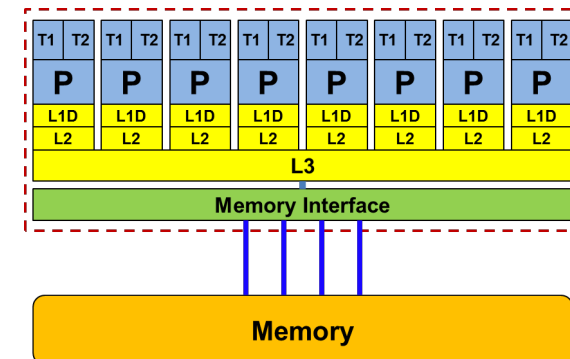 T1 T2 T1 T2 T1 T2 T1 T2 T1 T2 T1 T2 T1 T2 T1 T2
P P P P P P P P
L1D L1D L1D L1D L1D L1D L1D L1D
L2 L2 L2 L2 L2 L2 L2 L2
L3
Memory Interface
Memory